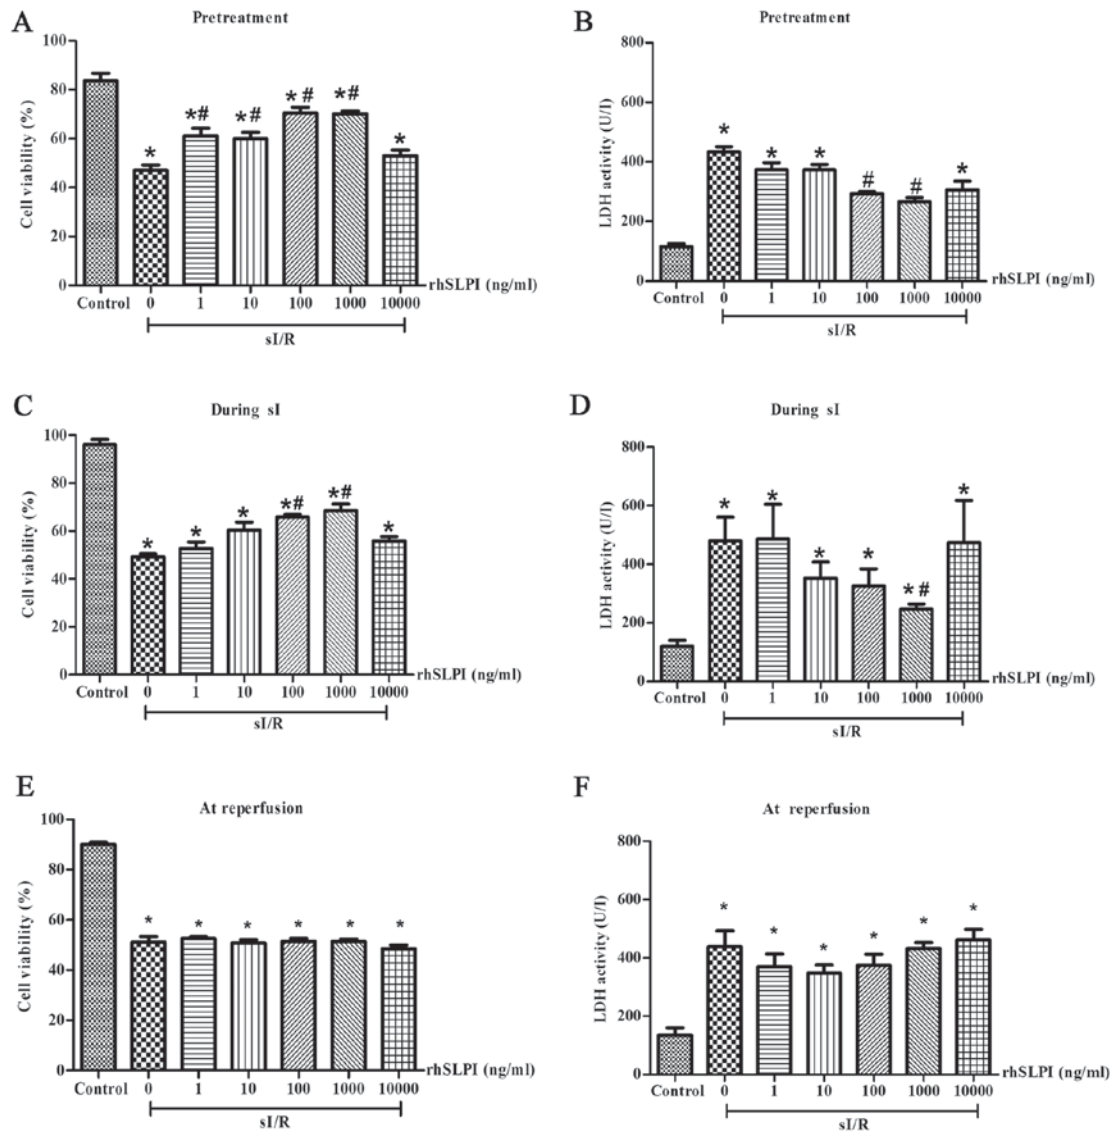 A
Pretreatment
Cell viability (%)
100
80
60
40
20
0
*
*#
*#
*#
*#
*
Control 0 1 10 100 1000 10000 rhSLPI (ng/ml)
sI/R
B
Pretreatment
LDH activity (U/I)
800
600
400
200
0
*
*
*
#
#
*
Control 0 1 10 100 1000 10000 rhSLPI (ng/ml)
sI/R
C
During sI
Cell viability (%)
100
80
60
40
20
0
*
*
*
*#
*#
*
Control 0 1 10 100 1000 10000 rhSLPI (ng/ml)
sI/R
D
During sI
LDH activity (U/I)
800
600
400
200
0
*
*
*
*
*#
*
Control 0 1 10 100 1000 10000 rhSLPI (ng/ml)
sI/R
E
At reperfusion
Cell viability (%)
100
80
60
40
20
0
*
*
*
*
*
*
Control 0 1 10 100 1000 10000 rhSLPI (ng/ml)
sI/R
F
At reperfusion
LDH activity (U/I)
800
600
400
200
0
*
*
*
*
*
*
Control 0 1 10 100 1000 10000 rhSLPI (ng/ml)
sI/R